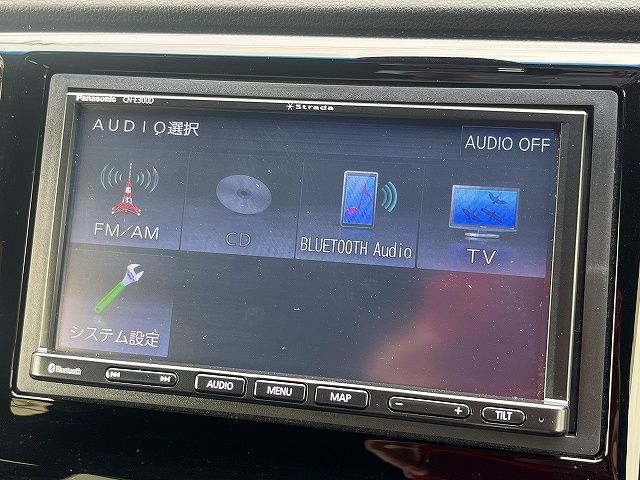 Panasonic CN-E300D
Strada
AUDIO選択
AUDIO OFF
FM/AM
CD
BLUETOOTH Audio
TV
システム設定
Bluetooth
AUDIO
MENU
MAP
− +
TILT